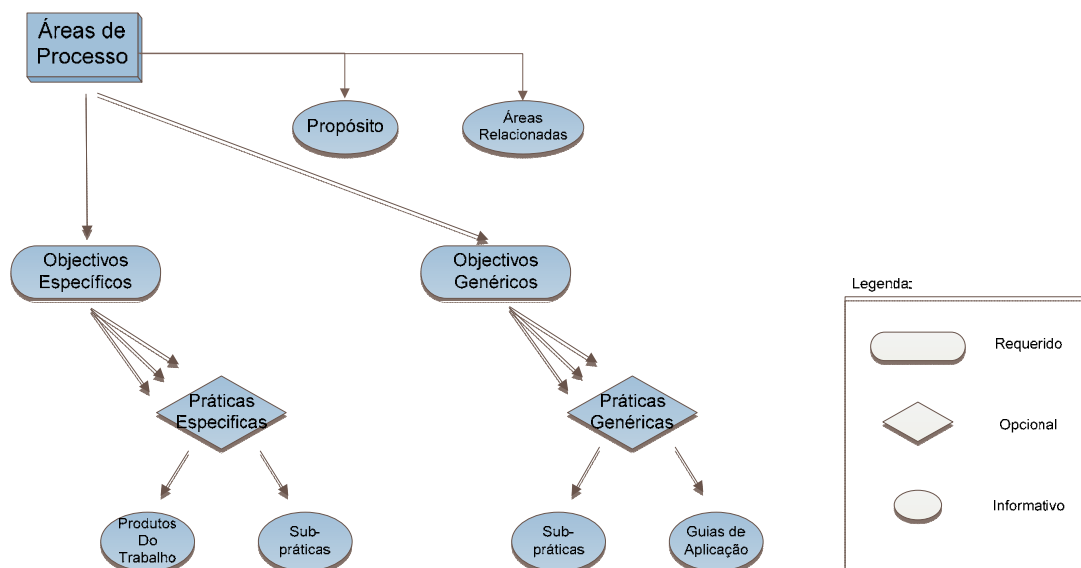 Áreas de
Processo
Propósito
Áreas
Relacionadas
Objectivos
Específicos
Objectivos
Genéricos
Legenda:
Requerido
Práticas
Especificas
Práticas
Genéricas
Opcional
Informativo
Produtos
Do
Trabalho
Sub-
práticas
Sub-
práticas
Guias de
Aplicação